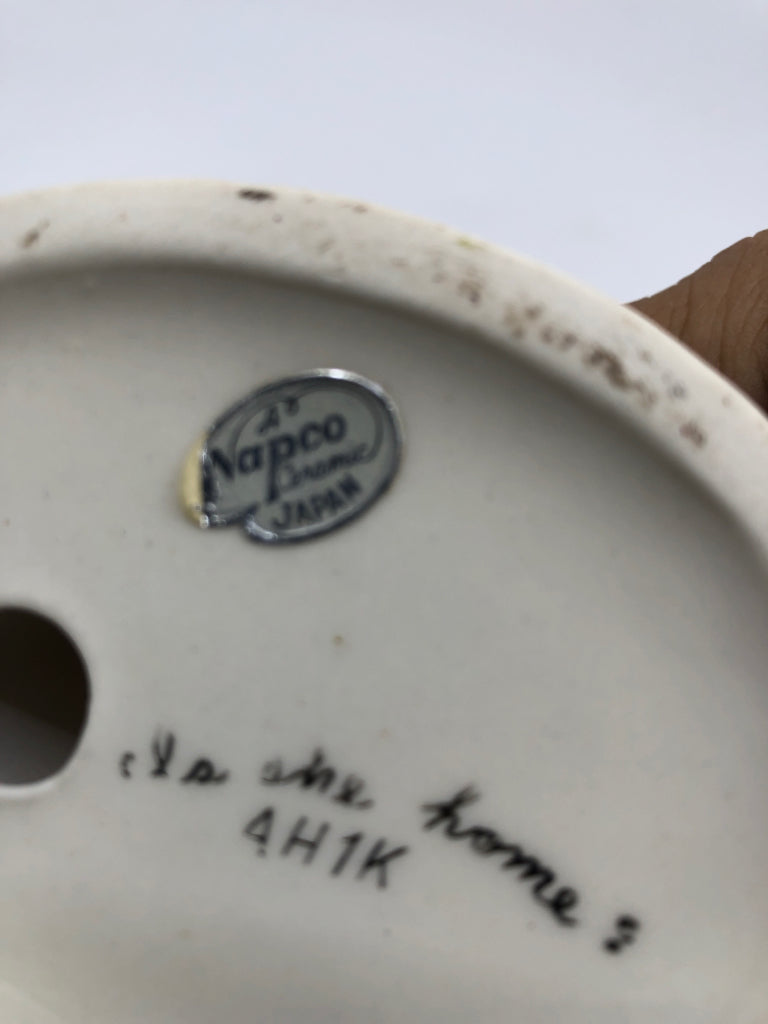 A
Napco
Ceramic
JAPAN
"Is she home?
4H1K